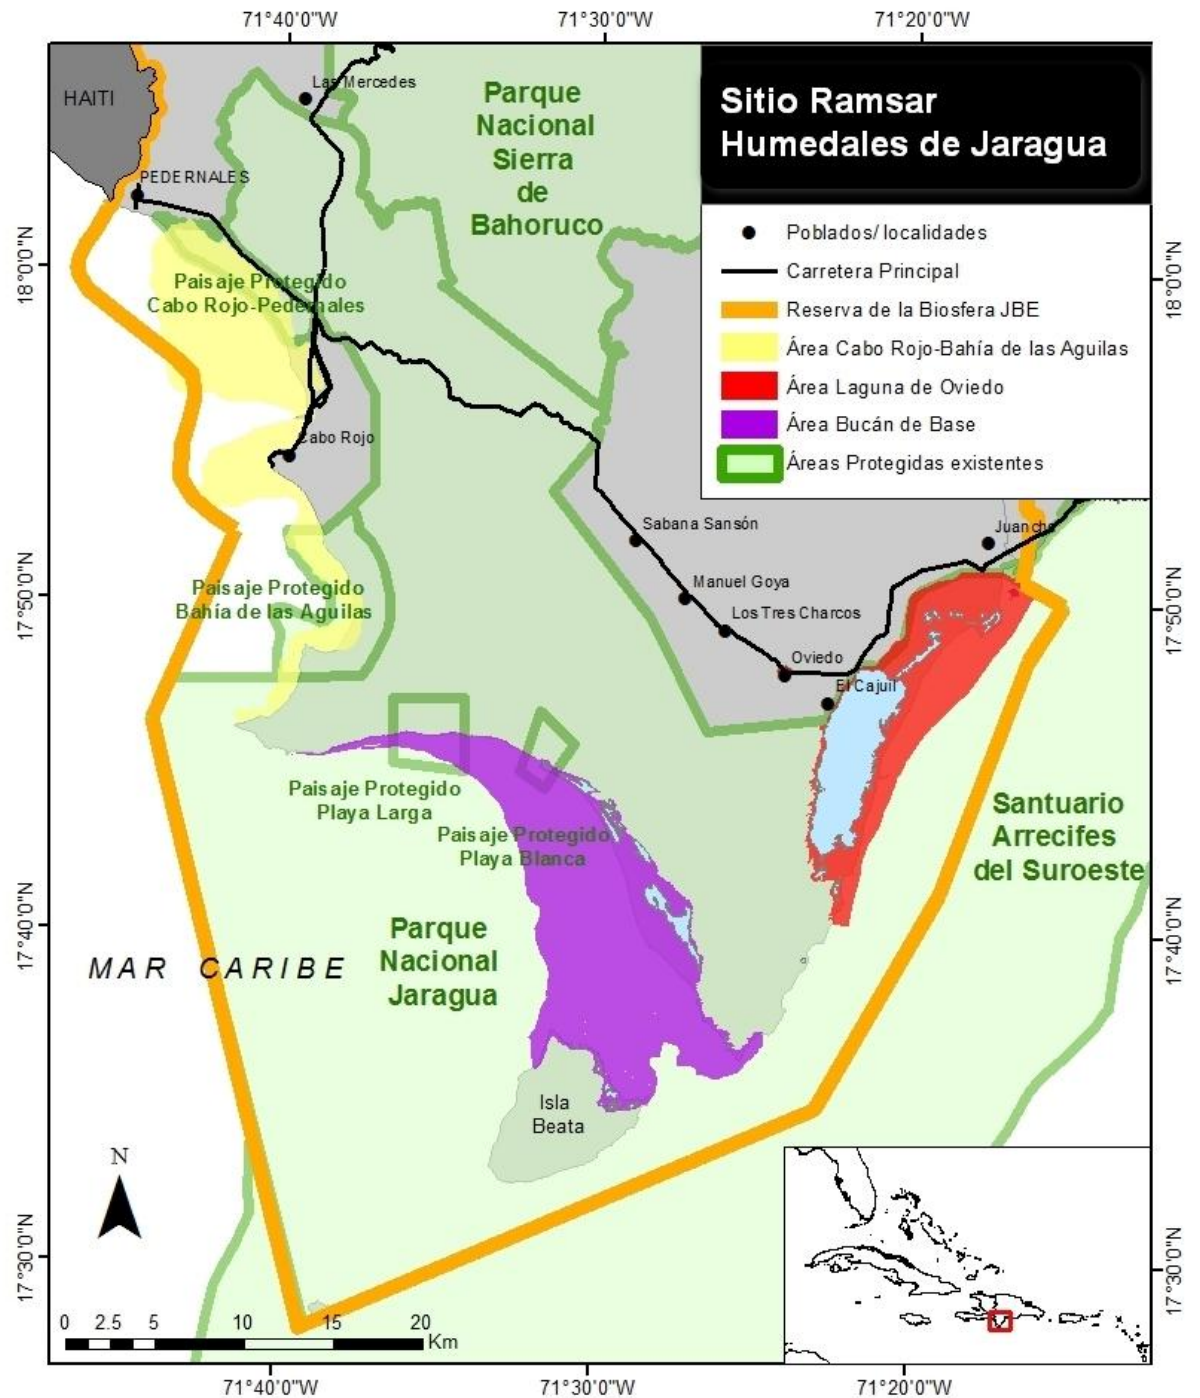 71°40'0"W
71°30'0"W
71°20'0"W
Sitio Ramsar
Humedales de Jaragua
Poblados/ localidades
Carretera Principal
Reserva de la Biosfera JBE
Área Cabo Rojo-Bahía de las Aguilas
Área Laguna de Oviedo
Área Bucán de Base
Áreas Protegidas existentes
HAITI
Las Mercedes
PEDERNALES
Parque
Nacional
Sierra
de
Bahoruco
18°0'0"N
18°0'0"N
Paisaje Protegido
Cabo Rojo-Pedernales
Cabo Rojo
Sabana Sansón
Juancho
Manuel Goya
Los Tres Charcos
Oviedo
El Cajuil
17°50'0"N
17°50'0"N
Paisaje Protegido
Bahía de las Aguilas
Paisaje Protegido
Playa Larga
Paisaje Protegido
Playa Blanca
Santuario
Arrecifes
del Suroeste
17°40'0"N
17°40'0"N
MAR CARIBE
Parque
Nacional
Jaragua
Isla
Beata
N
17°30'0"N
17°30'0"N
0 2.5 5 10 15 20
Km
71°40'0"W
71°30'0"W
71°20'0"W